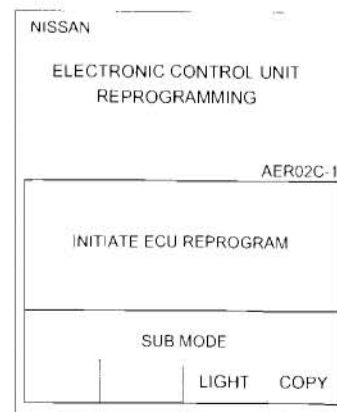 NISSAN
ELECTRONIC CONTROL UNIT
REPROGRAMMING
AER02C-1
INITIATE ECU REPROGRAM
SUB MODE
LIGHT COPY